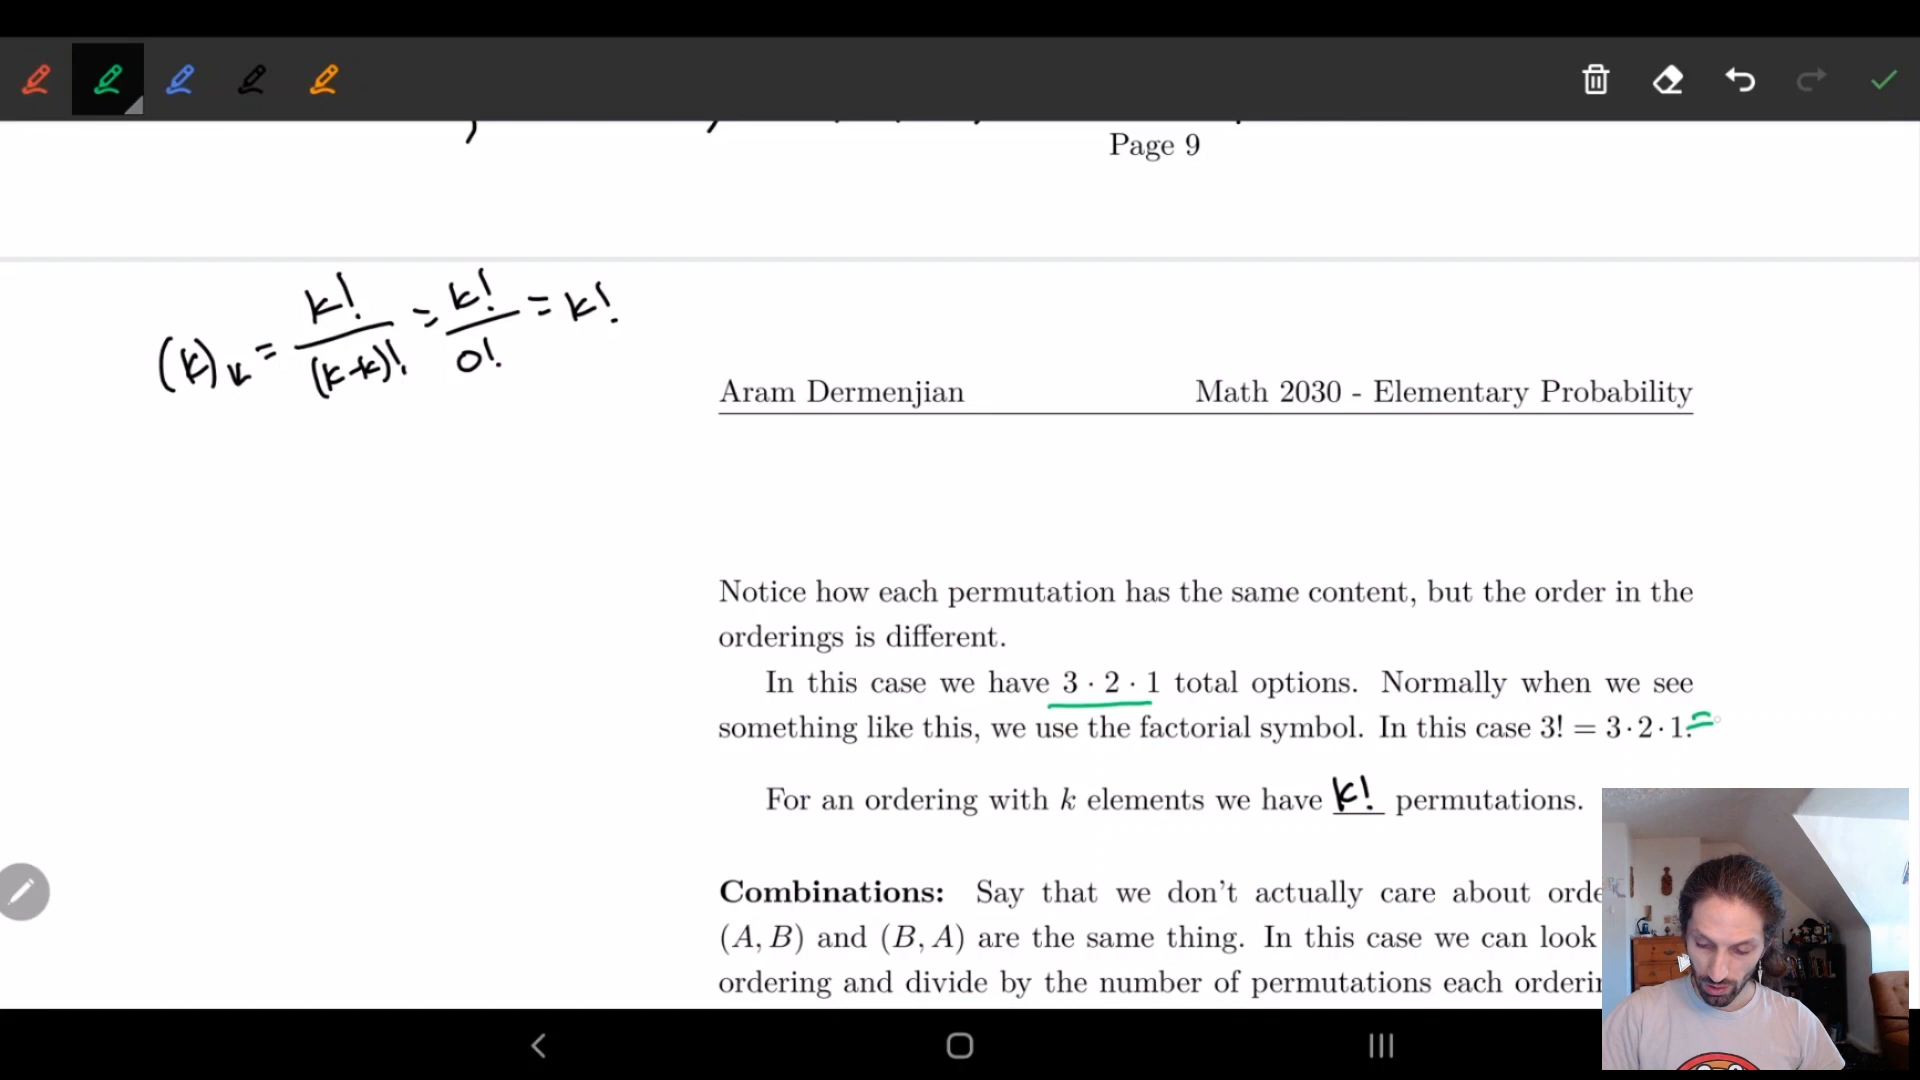 Page 9
(k)ₖ = k!/(k-k)! = k!/0! = k!
Aram Dermenjian Math 2030 - Elementary Probability
Notice how each permutation has the same content, but the order in the
orderings is different.
In this case we have 3 · 2 · 1 total options. Normally when we see
something like this, we use the factorial symbol. In this case 3! = 3 · 2 · 1. =
For an ordering with k elements we have k! permutations.
Combinations: Say that we don't actually care about
(A, B) and (B, A) are the same thing. In this case we can look
ordering and divide by the number of permutations each